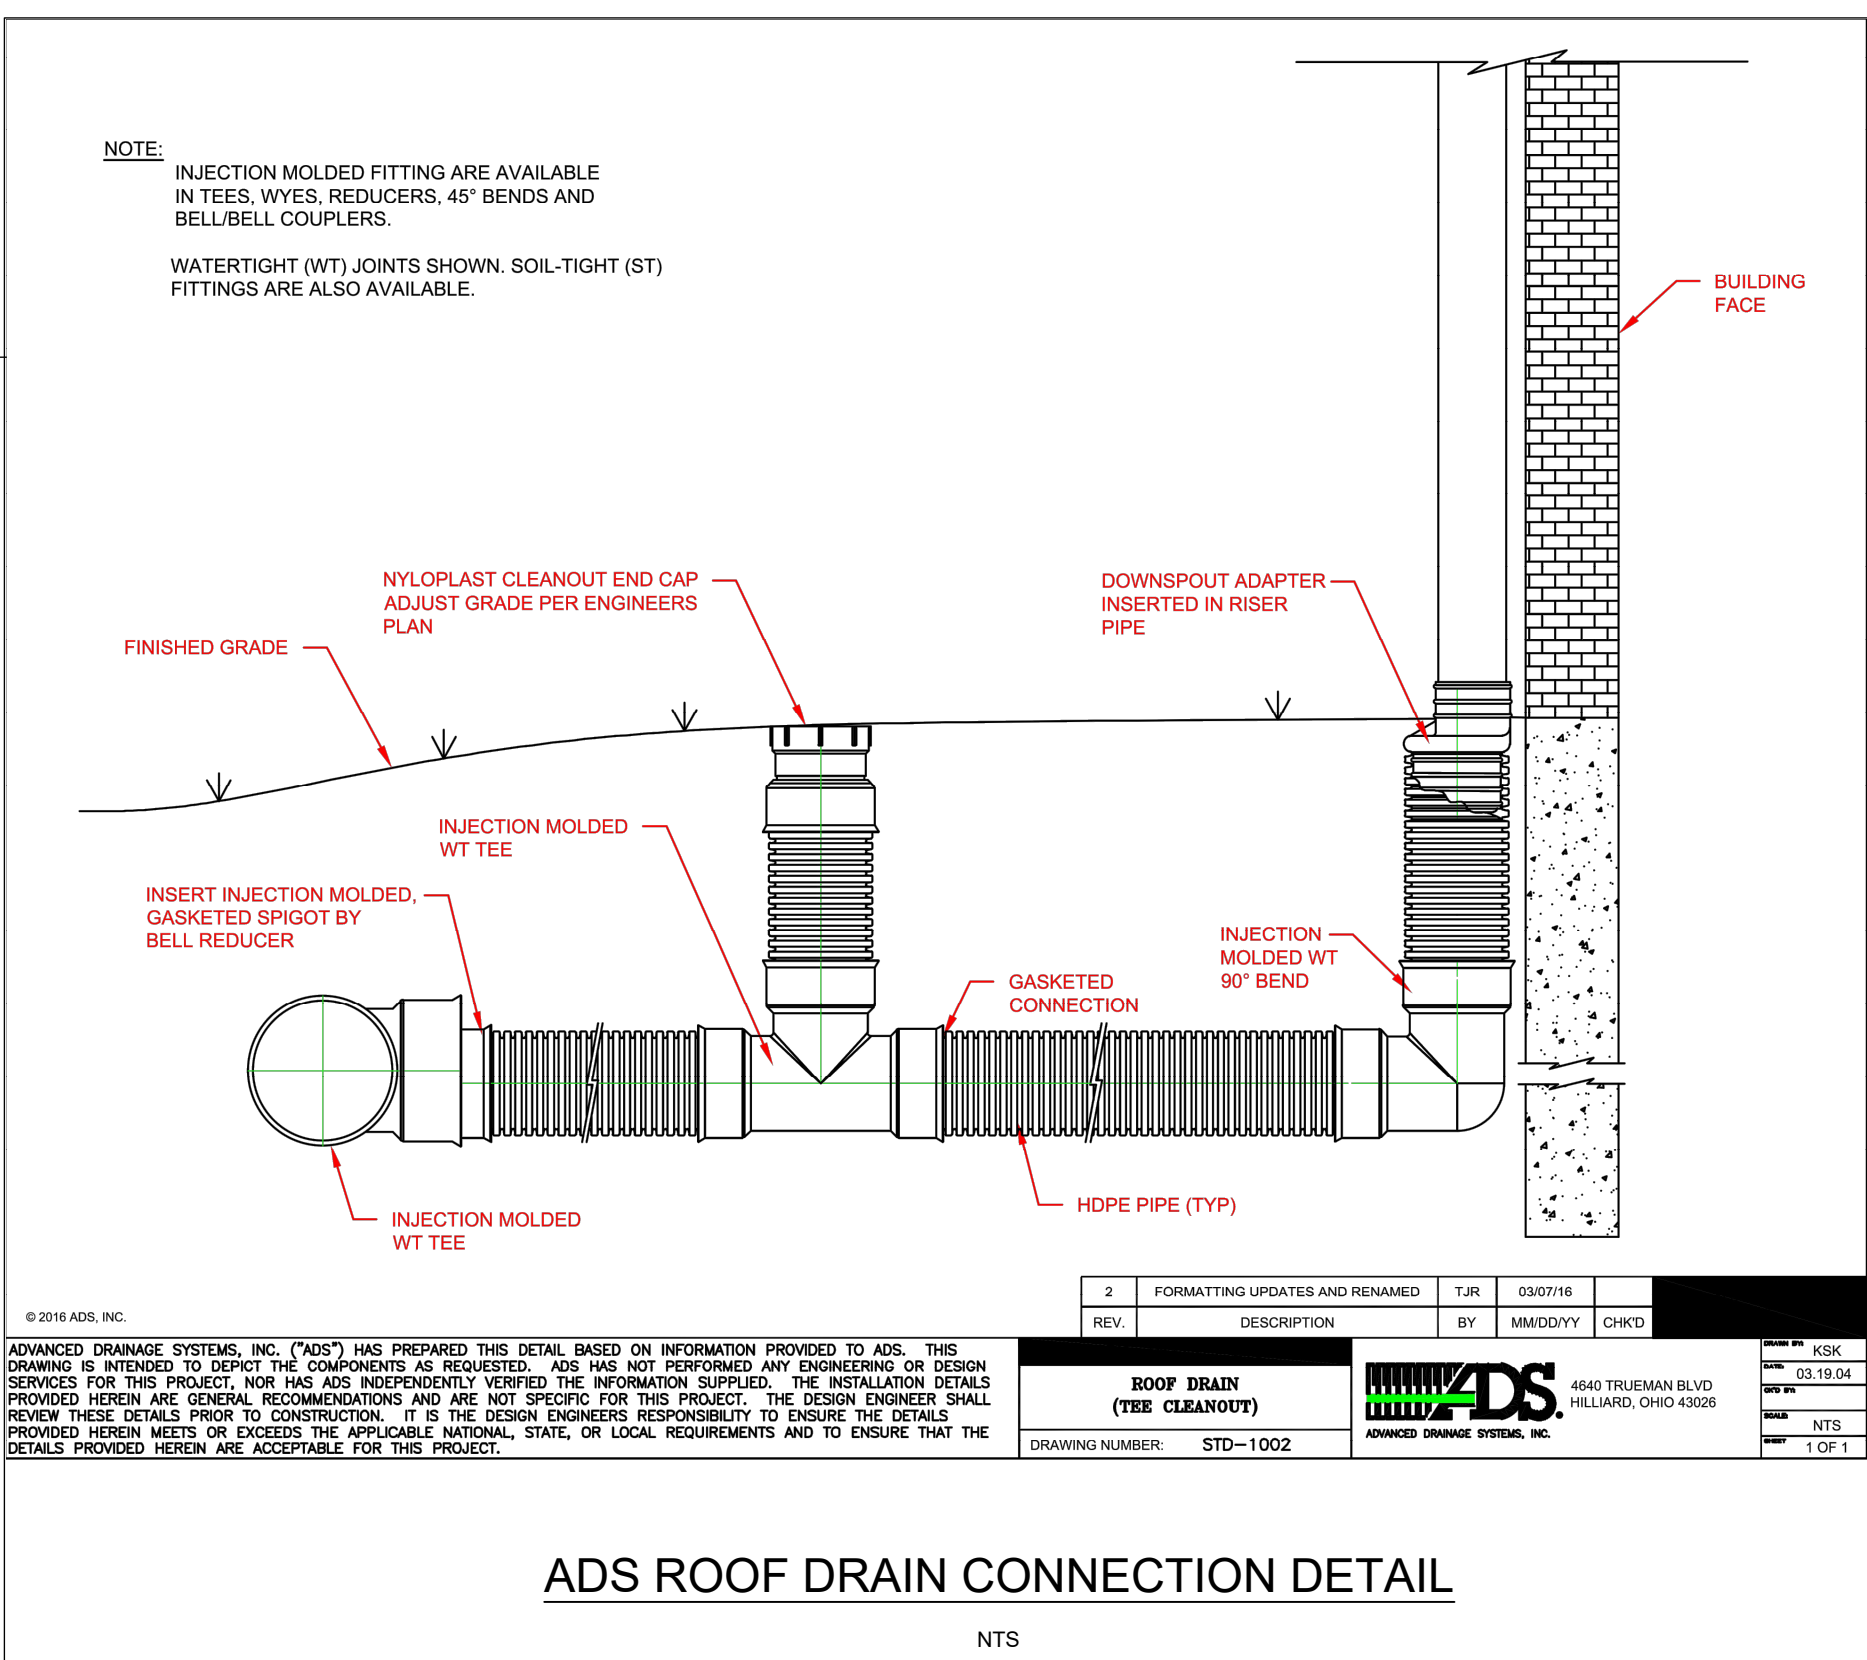 NOTE:
INJECTION MOLDED FITTING ARE AVAILABLE
IN TEES, WYES, REDUCERS, 45° BENDS AND
BELL/BELL COUPLERS.
WATERTIGHT (WT) JOINTS SHOWN. SOIL-TIGHT (ST)
FITTINGS ARE ALSO AVAILABLE.
BUILDING
FACE
NYLOPLAST CLEANOUT END CAP
ADJUST GRADE PER ENGINEERS
PLAN
DOWNSPOUT ADAPTER
INSERTED IN RISER
PIPE
FINISHED GRADE
INJECTION MOLDED
WT TEE
INSERT INJECTION MOLDED,
GASKETED SPIGOT BY
BELL REDUCER
INJECTION
MOLDED WT
90° BEND
GASKETED
CONNECTION
HDPE PIPE (TYP)
INJECTION MOLDED
WT TEE
© 2016 ADS, INC.
2 FORMATTING UPDATES AND RENAMED TJR 03/07/16
REV. DESCRIPTION BY MM/DD/YY CHK'D
ADVANCED DRAINAGE SYSTEMS, INC. ("ADS") HAS PREPARED THIS DETAIL BASED ON INFORMATION PROVIDED TO ADS. THIS
DRAWING IS INTENDED TO DEPICT THE COMPONENTS AS REQUESTED. ADS HAS NOT PERFORMED ANY ENGINEERING OR DESIGN
SERVICES FOR THIS PROJECT, NOR HAS ADS INDEPENDENTLY VERIFIED THE INFORMATION SUPPLIED. THE INSTALLATION DETAILS
PROVIDED HEREIN ARE GENERAL RECOMMENDATIONS AND ARE NOT SPECIFIC FOR THIS PROJECT. THE DESIGN ENGINEER SHALL
REVIEW THESE DETAILS PRIOR TO CONSTRUCTION. IT IS THE DESIGN ENGINEERS RESPONSIBILITY TO ENSURE THE DETAILS
PROVIDED HEREIN MEETS OR EXCEEDS THE APPLICABLE NATIONAL, STATE, OR LOCAL REQUIREMENTS AND TO ENSURE THAT THE
DETAILS PROVIDED HEREIN ARE ACCEPTABLE FOR THIS PROJECT.
ROOF DRAIN
(TEE CLEANOUT)
DRAWING NUMBER: STD-1002
ADS.
ADVANCED DRAINAGE SYSTEMS, INC.
4640 TRUEMAN BLVD
HILLIARD, OHIO 43026
DRAWN BY:
KSK
DATE:
03.19.04
CK'D BY:
SCALE:
NTS
SHEET
1 OF 1
ADS ROOF DRAIN CONNECTION DETAIL
NTS